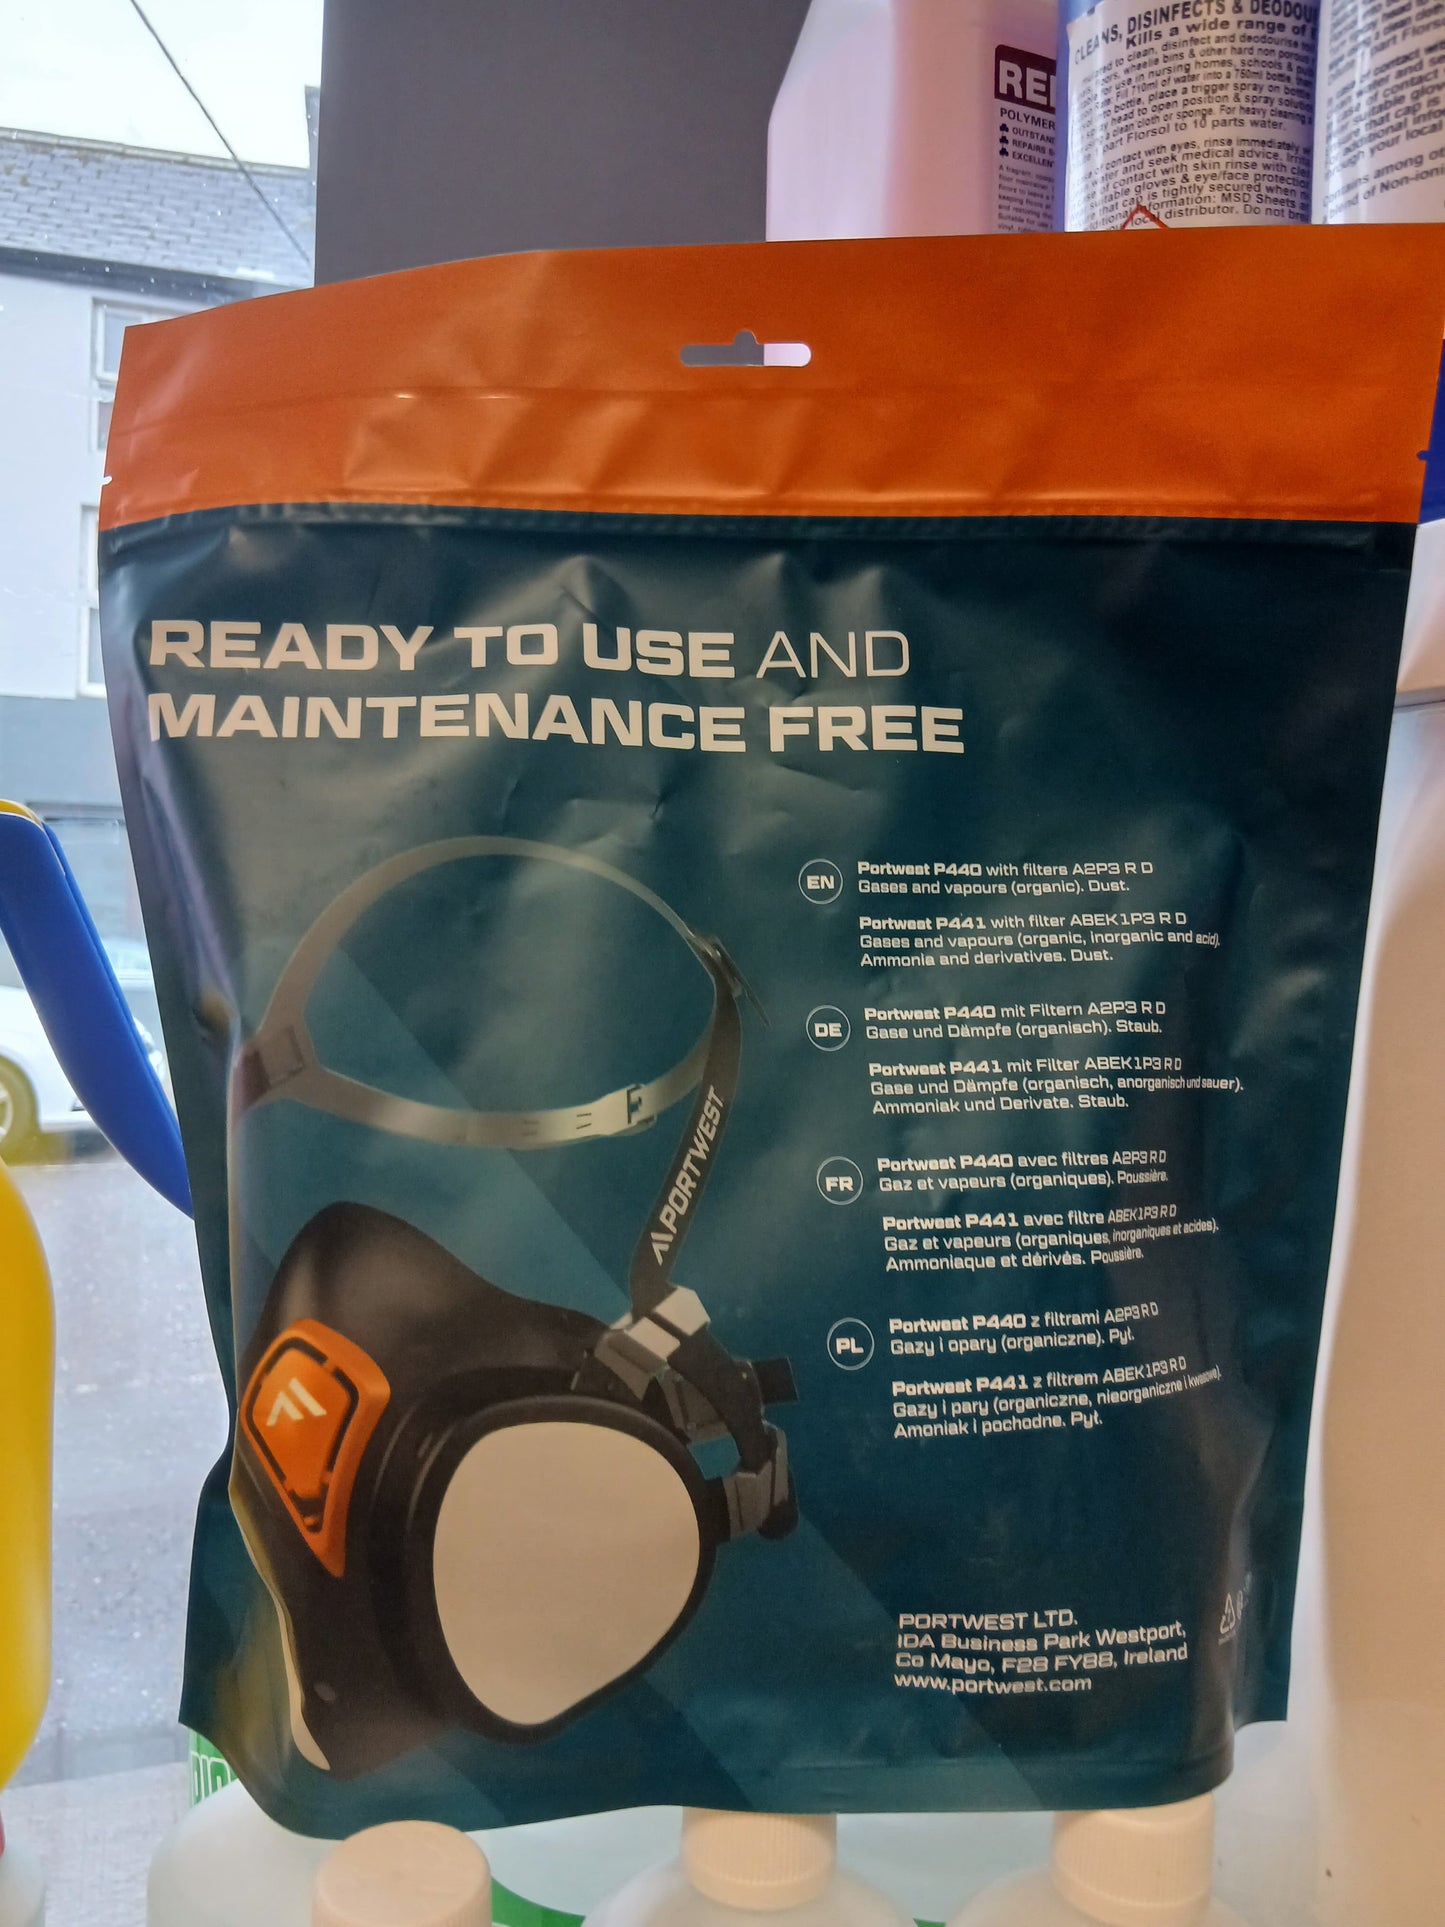 CLEANS, DISINFECTS & DEODOU
Kills a wide range of
REI
POLYMER
OUTSTAN
REPAIRS
EXCELLEN
READY TO USE AND
MAINTENANCE FREE
EN
Portwest P440 with filters A2P3 R D
Gases and vapours (organic). Dust.
Portwest P441 with filter ABEK1P3 R D
Gases and vapours (organic, inorganic and acid).
Ammonia and derivatives. Dust.
DE
Portwest P440 mit Filtern A2P3 R D
Gase und Dämpfe (organisch). Staub.
Portwest P441 mit Filter ABEK1P3 R D
Gase und Dämpfe (organisch, anorganisch und sauer).
Ammoniak und Derivate. Staub.
FR
Portwest P440 avec filtres A2P3 R D
Gaz et vapeurs (organiques). Poussière.
Portwest P441 avec filtre ABEK1P3 R D
Gaz et vapeurs (organiques, inorganiques et acides).
Ammoniaque et dérivés. Poussière.
PL
Portwest P440 z filtrami A2P3 R D
Gazy i opary (organiczne). Pył.
Portwest P441 z filtrem ABEK1P3 R D
Gazy i pary (organiczne, nieorganiczne i kwasowe).
Amoniak i pochodne. Pył.
PORTWEST
PORTWEST LTD.
IDA Business Park Westport,
Co Mayo, F28 FY88, Ireland
www.portwest.com